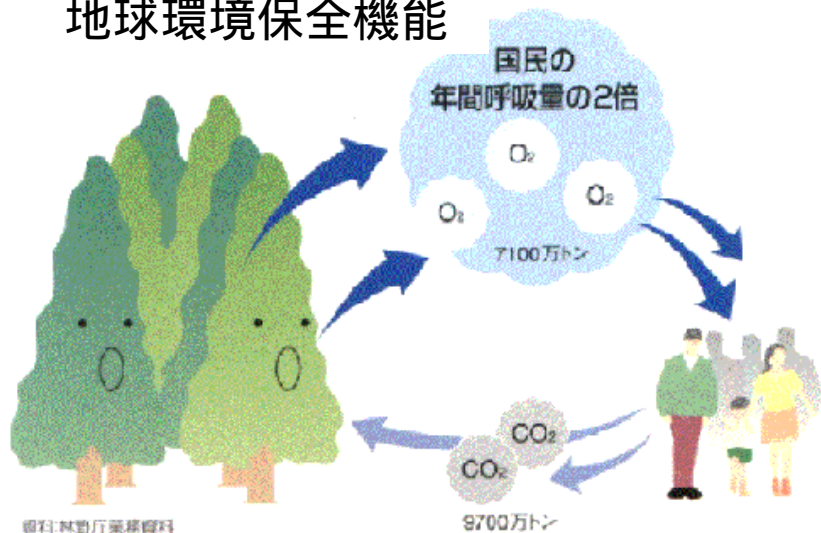 地球環境保全機能
国民の
年間呼吸量の2倍
O₂
O₂
O₂
7100万トン
CO₂
CO₂
9700万トン
資料:林野庁業務資料